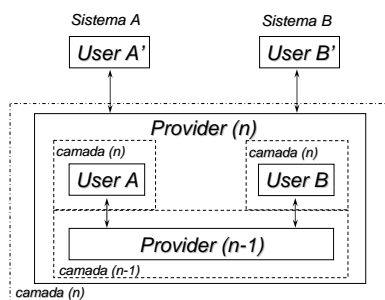 Sistema A
Sistema B
User A'
User B'
Provider (n)
camada (n)
camada (n)
User A
User B
Provider (n-1)
camada (n-1)
camada (n)